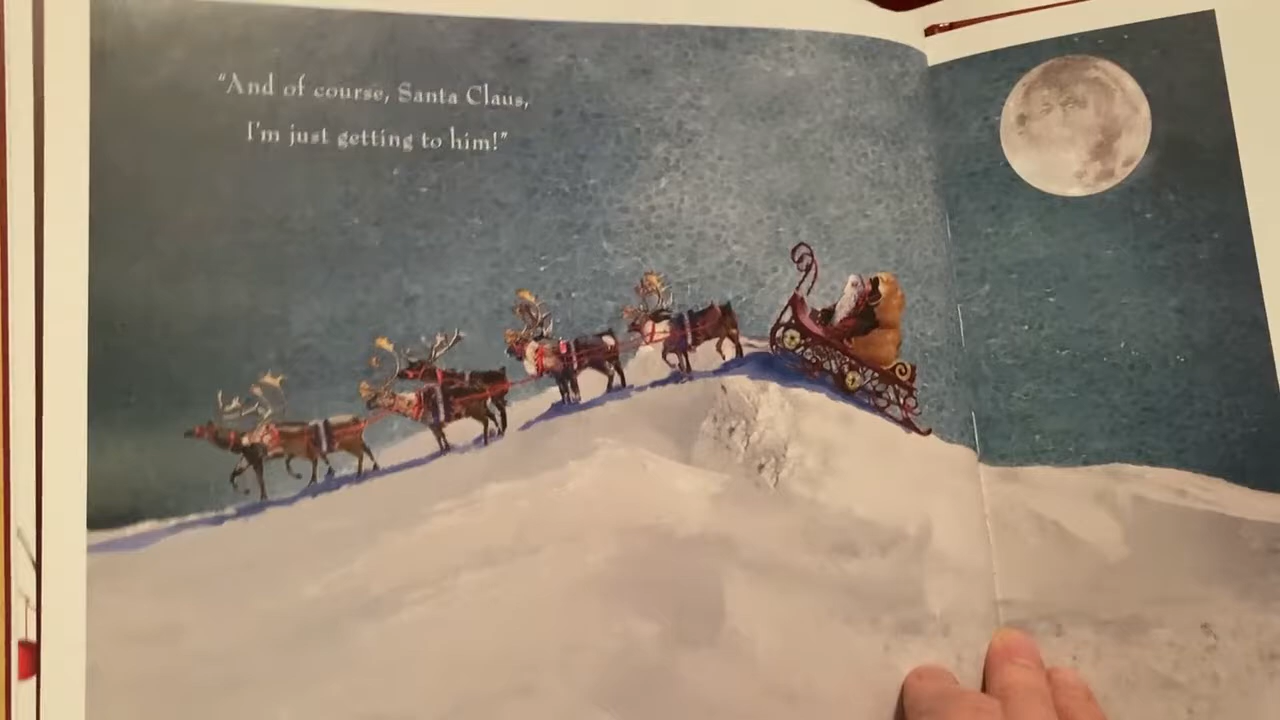 “And of course, Santa Claus,
I'm just getting to him!”